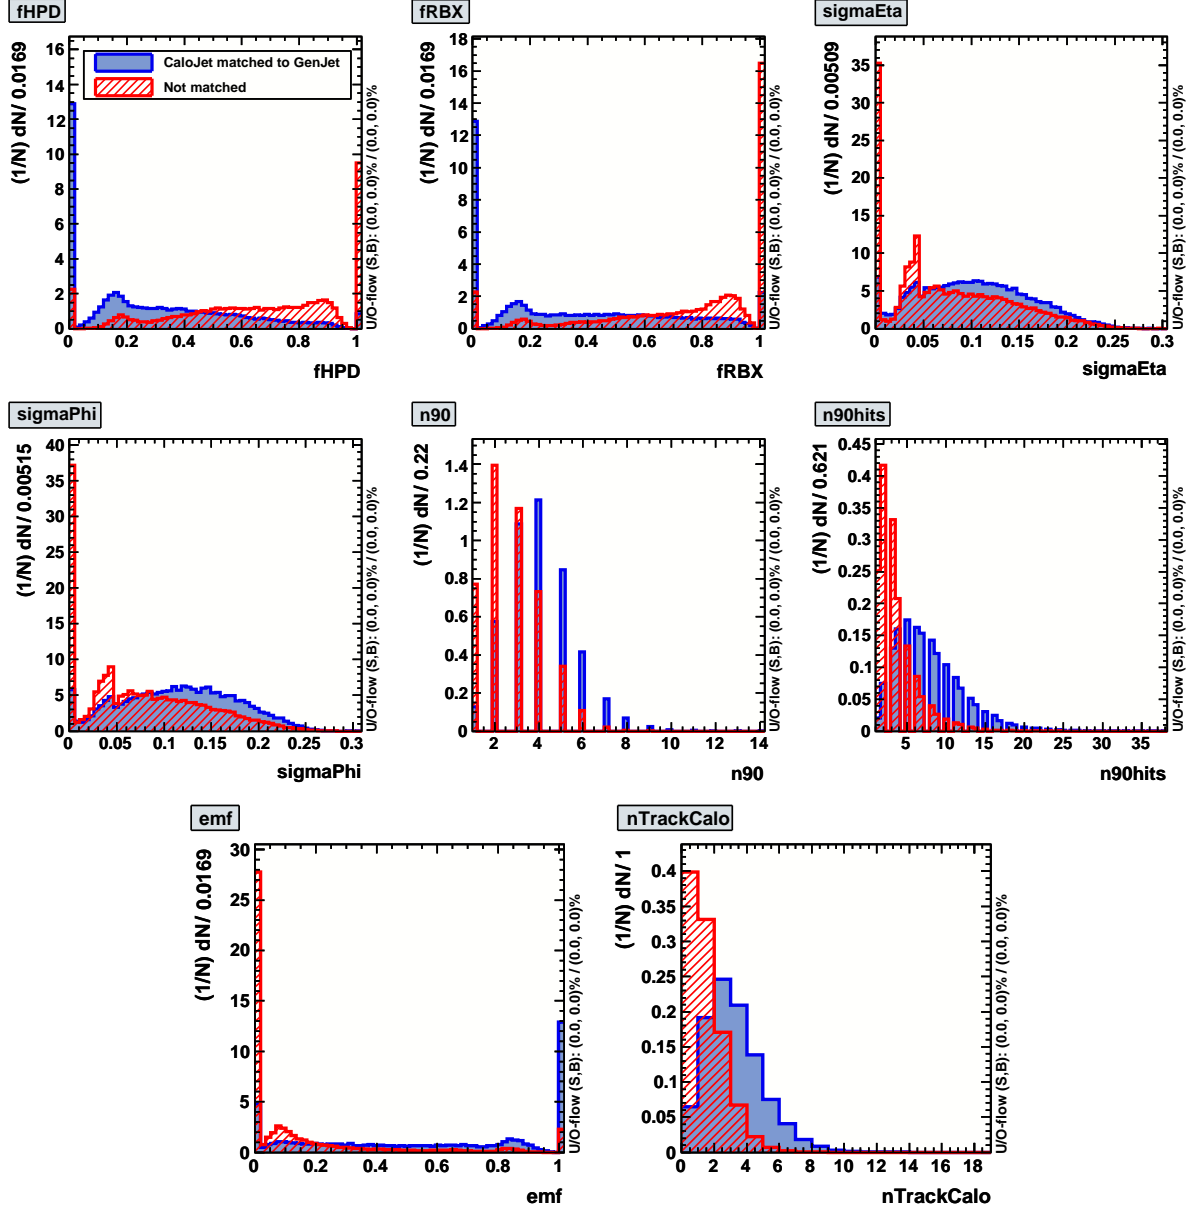 fHPD
(1/N) dN/ 0.0169
16
14
12
10
8
6
4
2
0
CaloJet matched to GenJet
Not matched
0 0.2 0.4 0.6 0.8 1
fHPD
U/O-flow (S,B): (0.0, 0.0)% / (0.0, 0.0)%
fRBX
(1/N) dN/ 0.0169
18
16
14
12
10
8
6
4
2
0
0 0.2 0.4 0.6 0.8 1
fRBX
U/O-flow (S,B): (0.0, 0.0)% / (0.0, 0.0)%
sigmaEta
(1/N) dN/ 0.00509
35
30
25
20
15
10
5
0
0 0.05 0.1 0.15 0.2 0.25 0.3
sigmaEta
U/O-flow (S,B): (0.0, 0.0)% / (0.0, 0.0)%
sigmaPhi
(1/N) dN/ 0.00515
40
35
30
25
20
15
10
5
0
0 0.05 0.1 0.15 0.2 0.25 0.3
sigmaPhi
U/O-flow (S,B): (0.0, 0.0)% / (0.0, 0.0)%
n90
(1/N) dN/ 0.22
1.4
1.2
1
0.8
0.6
0.4
0.2
0
2 4 6 8 10 12 14
n90
U/O-flow (S,B): (0.0, 0.0)% / (0.0, 0.0)%
n90hits
(1/N) dN/ 0.621
0.45
0.4
0.35
0.3
0.25
0.2
0.15
0.1
0.05
0
5 10 15 20 25 30 35
n90hits
U/O-flow (S,B): (0.0, 0.0)% / (0.0, 0.0)%
emf
(1/N) dN/ 0.0169
30
25
20
15
10
5
0
0 0.2 0.4 0.6 0.8 1
emf
U/O-flow (S,B): (0.0, 0.0)% / (0.0, 0.0)%
nTrackCalo
(1/N) dN/ 1
0.4
0.35
0.3
0.25
0.2
0.15
0.1
0.05
0
0 2 4 6 8 10 12 14 16 18
nTrackCalo
U/O-flow (S,B): (0.0, 0.0)% / (0.0, 0.0)%